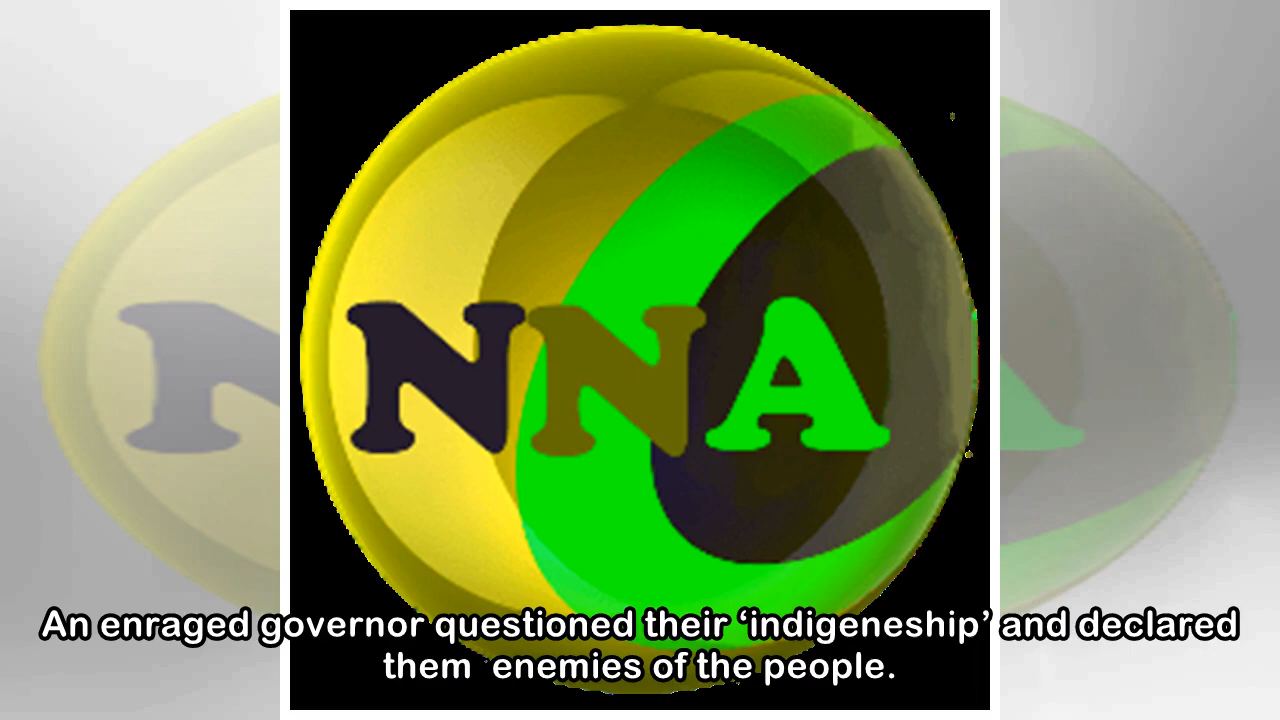 NNA
An enraged governor questioned their ‘indigeneship’ and declared
them  enemies of the people.